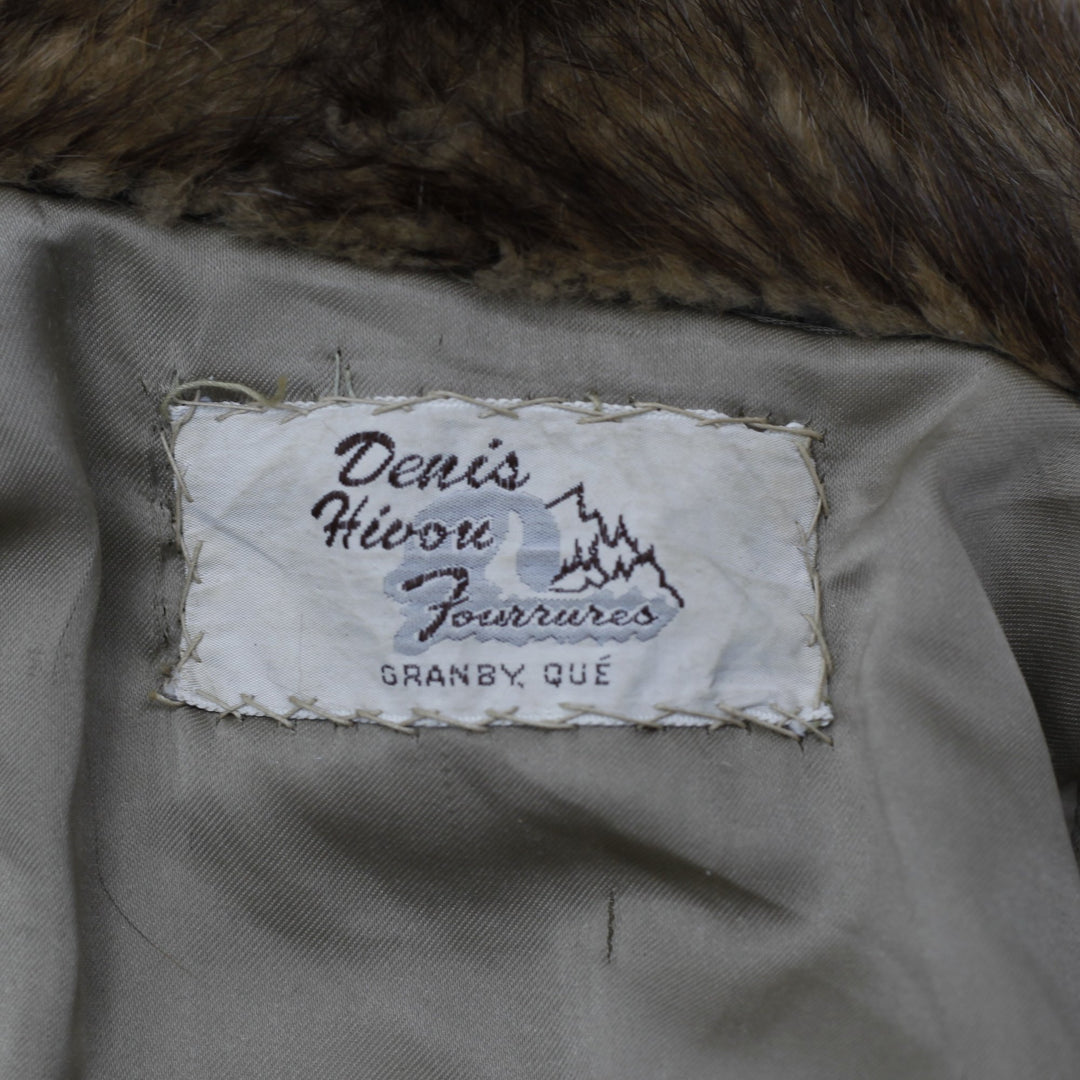 Denis
Hivon
Fourrures
GRANBY, QUÉ